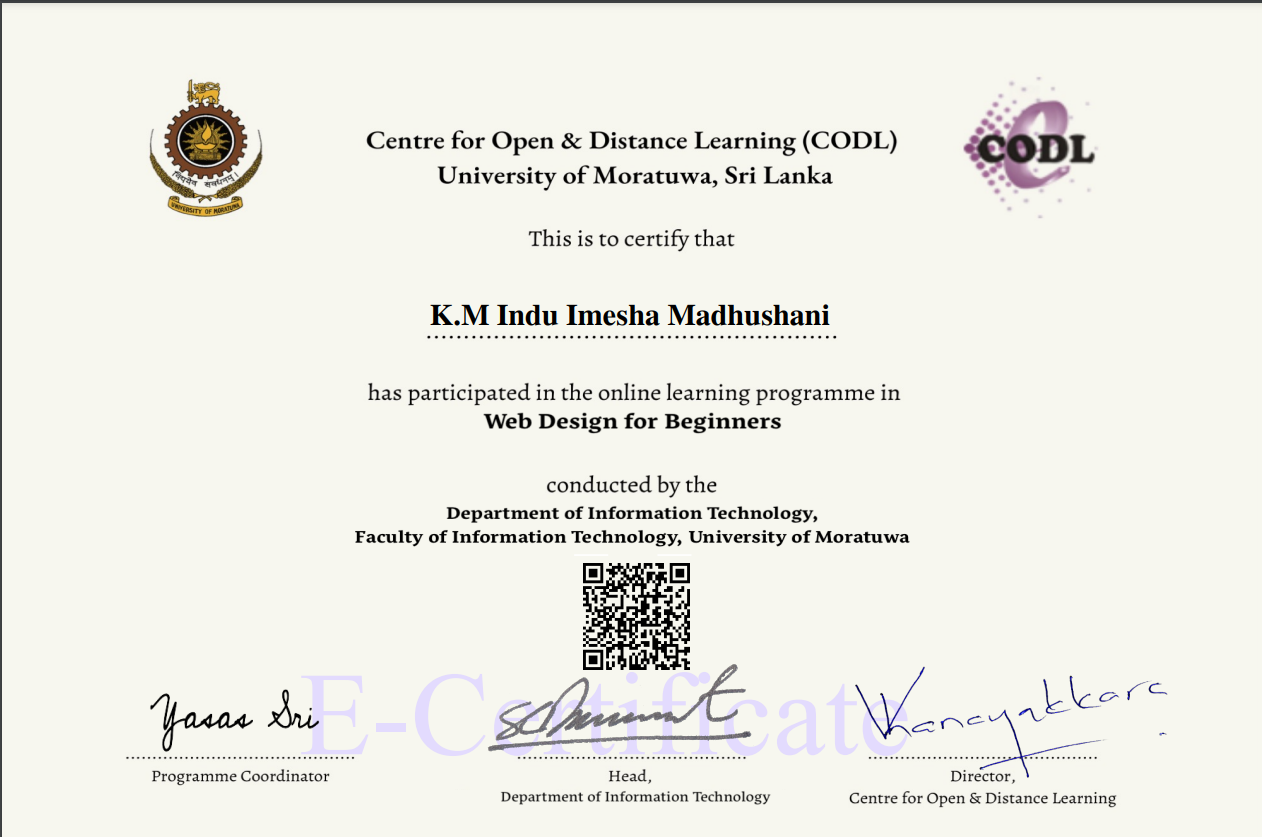 Centre for Open & Distance Learning (CODL)
University of Moratuwa, Sri Lanka
CODL
UNIVERSITY OF MORATUWA
This is to certify that
K.M Indu Imesha Madhushani
has participated in the online learning programme in
Web Design for Beginners
conducted by the
Department of Information Technology,
Faculty of Information Technology, University of Moratuwa
E-Certificate
Yasas Sri
Programme Coordinator
Head,
Department of Information Technology
Director,
Centre for Open & Distance Learning